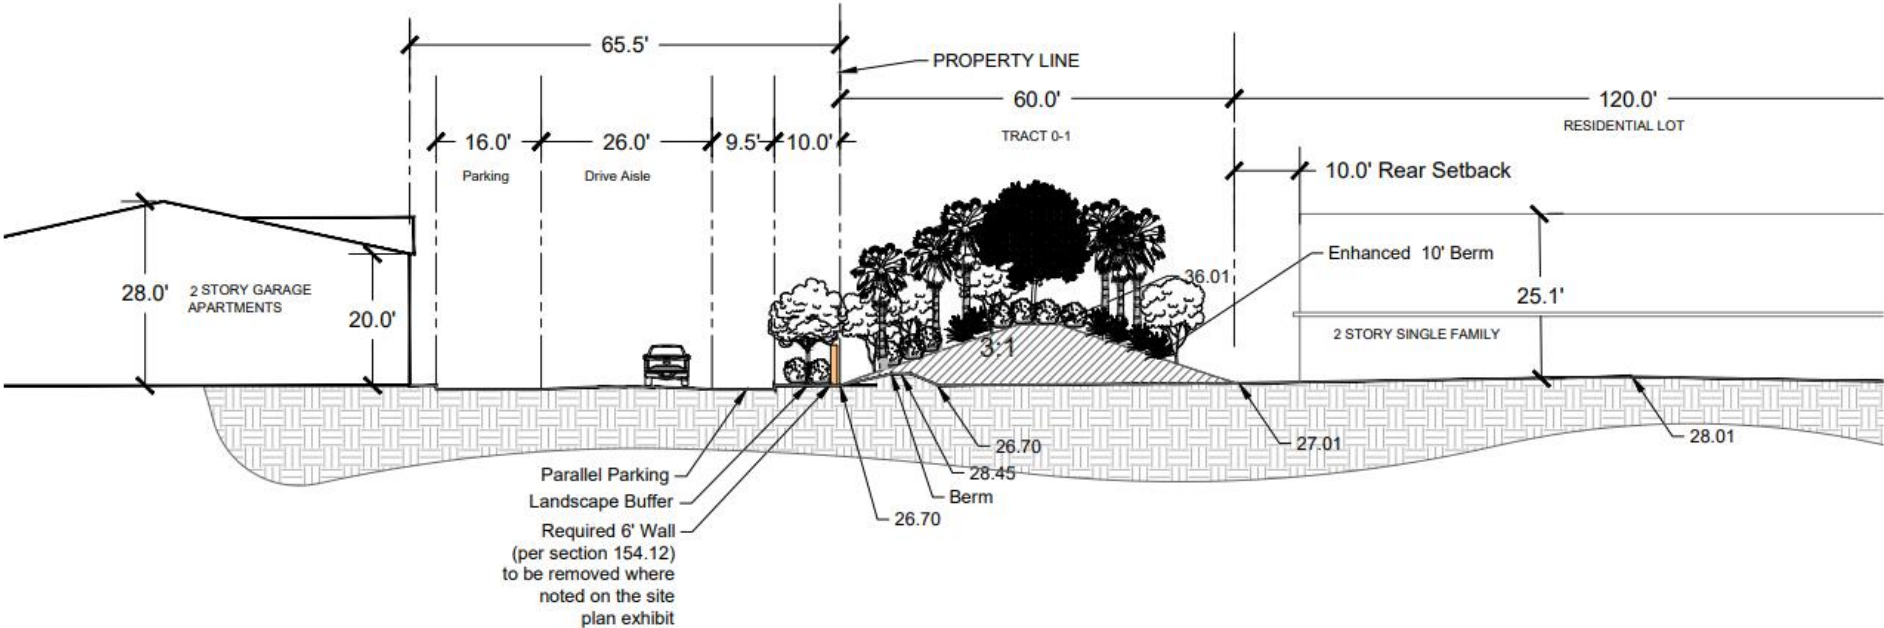 65.5'
PROPERTY LINE
60.0'
120.0'
RESIDENTIAL LOT
TRACT 0-1
16.0'
26.0'
9.5'
10.0'
Parking
Drive Aisle
10.0' Rear Setback
Enhanced 10' Berm
36.01
28.0'
2 STORY GARAGE
APARTMENTS
20.0'
25.1'
2 STORY SINGLE FAMILY
3:1
26.70
27.01
28.01
28.45
Berm
26.70
Parallel Parking
Landscape Buffer
Required 6' Wall
(per section 154.12)
to be removed where
noted on the site
plan exhibit